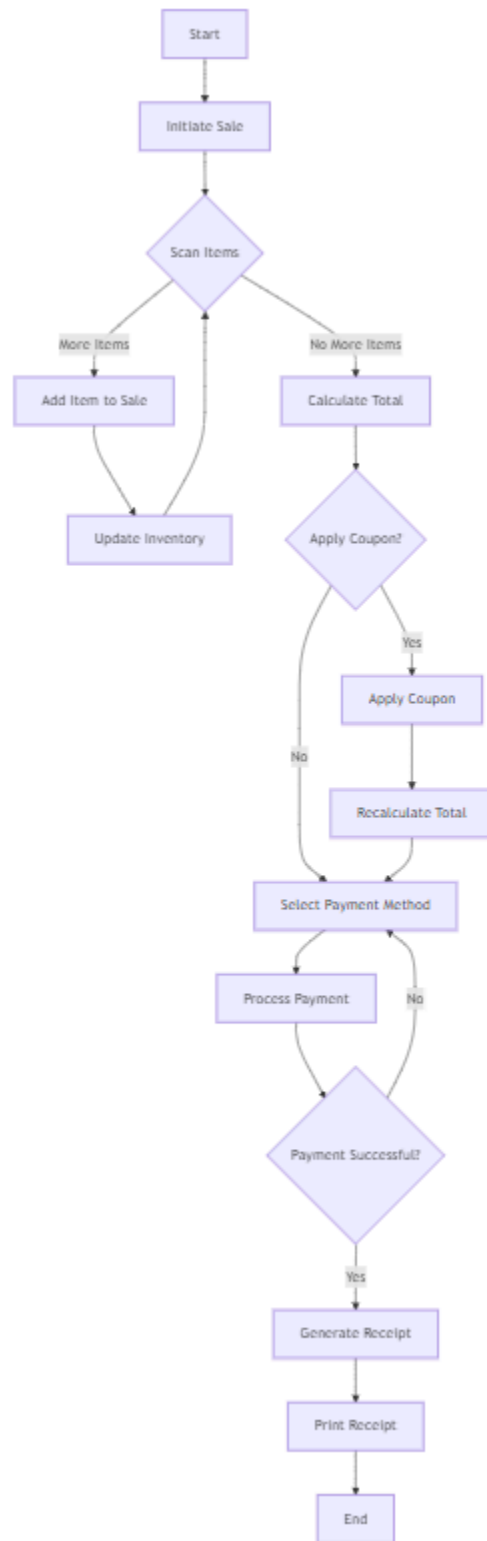 Start
Initiate Sale
Scan Items
More Items
No More Items
Add Item to Sale
Calculate Total
Update Inventory
Apply Coupon?
Yes
Apply Coupon
No
Recalculate Total
Select Payment Method
Process Payment
No
Payment Successful?
Yes
Generate Receipt
Print Receipt
End